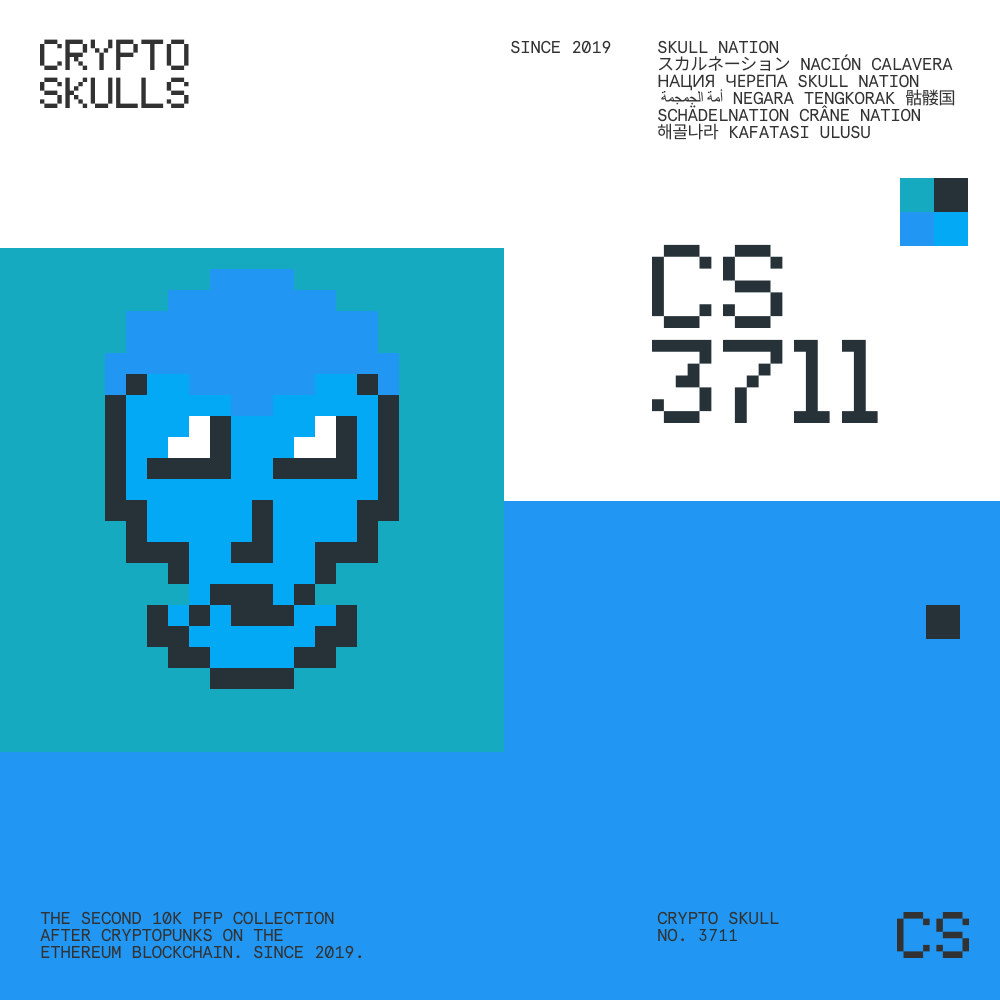 CRYPTO
SKULLS
SINCE 2019
SKULL NATION
スカルネーション NACIÓN CALAVERA
НАЦИЯ ЧЕРЕПА SKULL NATION
أمة الجمجمة NEGARA TENGKORAK 骷髅国
SCHÄDELNATION CRÂNE NATION
해골나라 KAFATASI ULUSU
CS
3711
THE SECOND 10K PFP COLLECTION
AFTER CRYPTOPUNKS ON THE
ETHEREUM BLOCKCHAIN. SINCE 2019.
CRYPTO SKULL
NO. 3711
CS